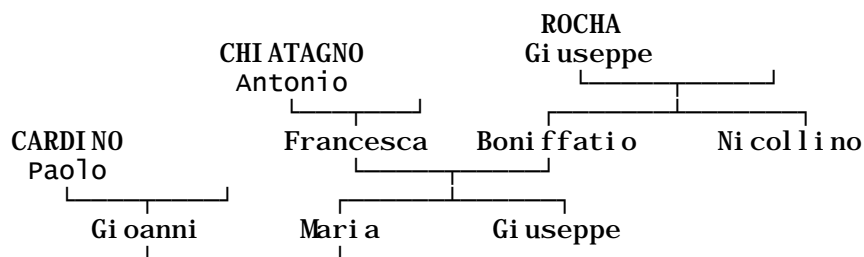 ROCHA
CHIATAGNO Giuseppe
Antonio
CARDINO Francesca Boniffatio Nicollino
Paolo
Gioanni Maria Giuseppe